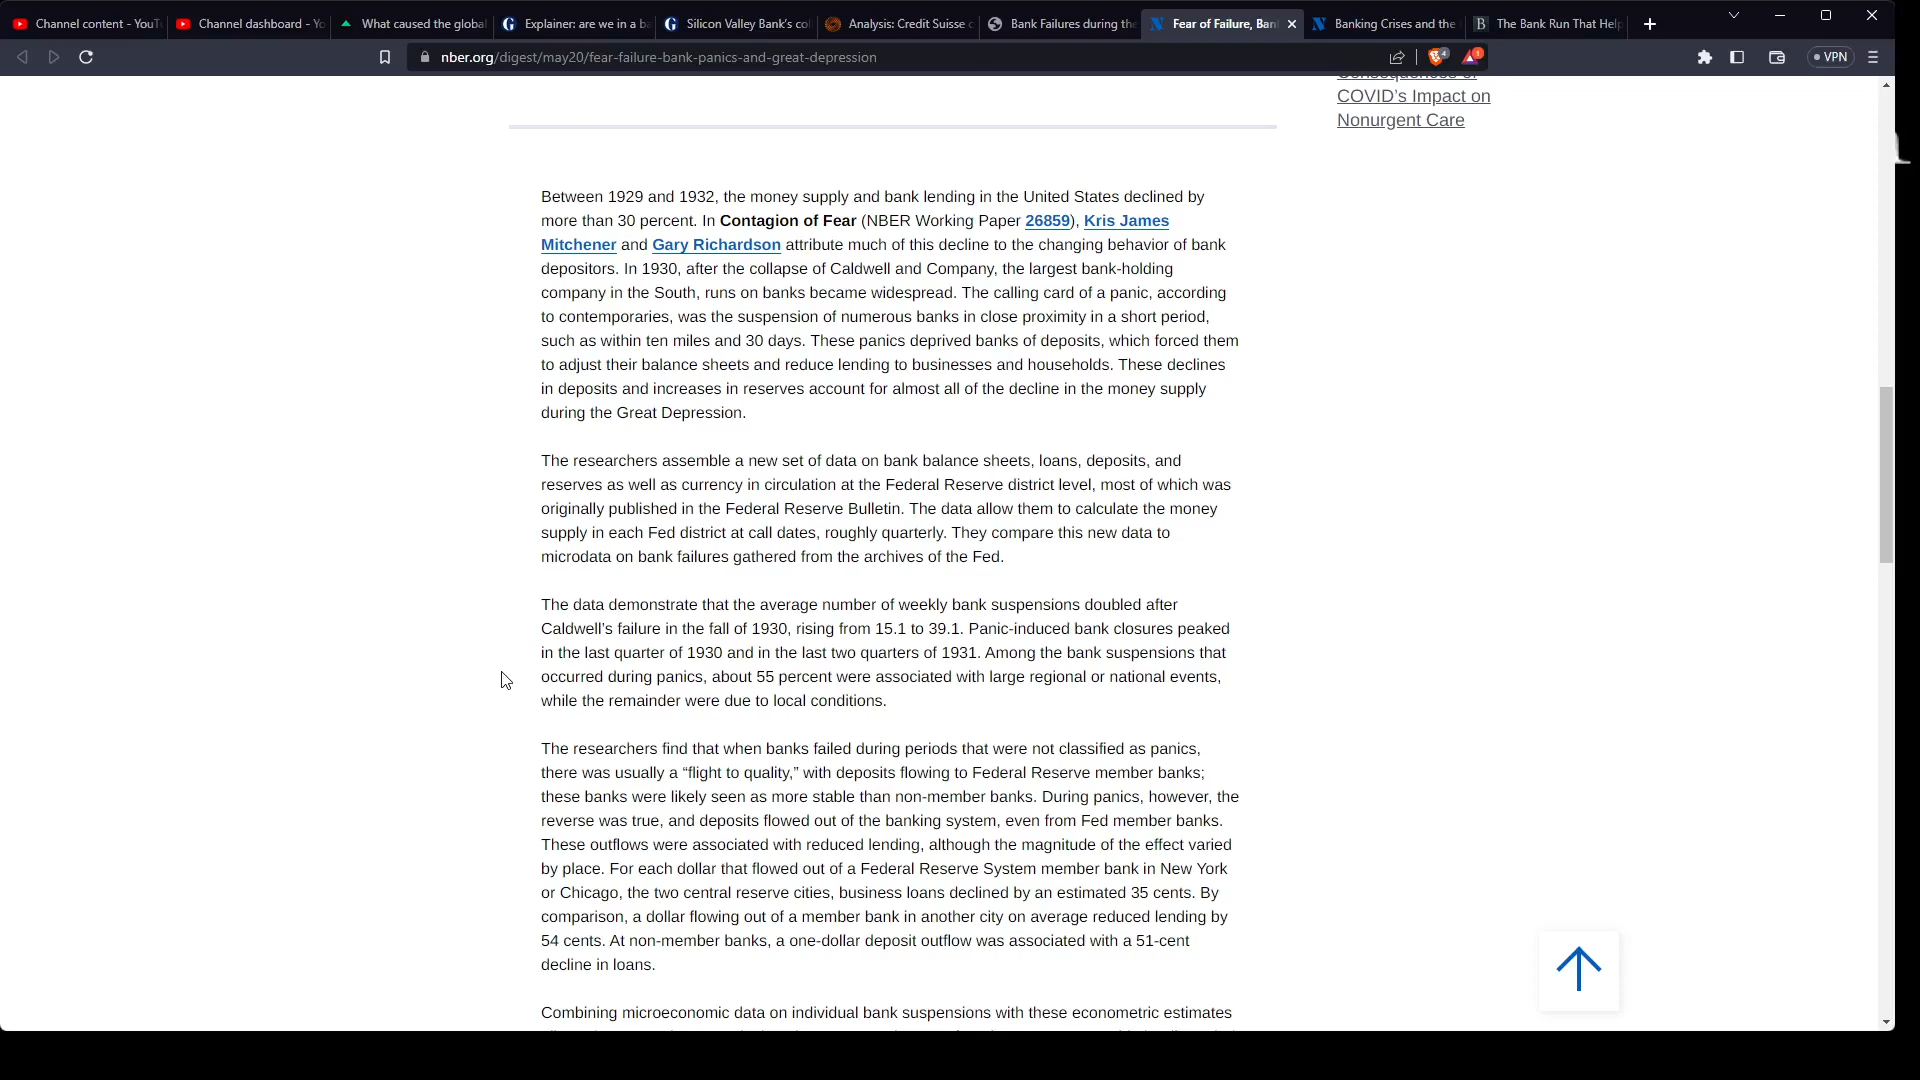 Channel content - YouT
Channel dashboard - Yo
What caused the global
Explainer: are we in a ba
Silicon Valley Bank's co
Analysis: Credit Suisse c
Bank Failures during the
Fear of Failure, Ban
Banking Crises and the
B The Bank Run That Help
nber.org/digest/may20/fear-failure-bank-panics-and-great-depression
4
1
VPN
Consequences of
COVID's Impact on
Nonurgent Care
Between 1929 and 1932, the money supply and bank lending in the United States declined by
more than 30 percent. In Contagion of Fear (NBER Working Paper 26859), Kris James
Mitchener and Gary Richardson attribute much of this decline to the changing behavior of bank
depositors. In 1930, after the collapse of Caldwell and Company, the largest bank-holding
company in the South, runs on banks became widespread. The calling card of a panic, according
to contemporaries, was the suspension of numerous banks in close proximity in a short period,
such as within ten miles and 30 days. These panics deprived banks of deposits, which forced them
to adjust their balance sheets and reduce lending to businesses and households. These declines
in deposits and increases in reserves account for almost all of the decline in the money supply
during the Great Depression.
The researchers assemble a new set of data on bank balance sheets, loans, deposits, and
reserves as well as currency in circulation at the Federal Reserve district level, most of which was
originally published in the Federal Reserve Bulletin. The data allow them to calculate the money
supply in each Fed district at call dates, roughly quarterly. They compare this new data to
microdata on bank failures gathered from the archives of the Fed.
The data demonstrate that the average number of weekly bank suspensions doubled after
Caldwell's failure in the fall of 1930, rising from 15.1 to 39.1. Panic-induced bank closures peaked
in the last quarter of 1930 and in the last two quarters of 1931. Among the bank suspensions that
occurred during panics, about 55 percent were associated with large regional or national events,
while the remainder were due to local conditions.
The researchers find that when banks failed during periods that were not classified as panics,
there was usually a “flight to quality,” with deposits flowing to Federal Reserve member banks;
these banks were likely seen as more stable than non-member banks. During panics, however, the
reverse was true, and deposits flowed out of the banking system, even from Fed member banks.
These outflows were associated with reduced lending, although the magnitude of the effect varied
by place. For each dollar that flowed out of a Federal Reserve System member bank in New York
or Chicago, the two central reserve cities, business loans declined by an estimated 35 cents. By
comparison, a dollar flowing out of a member bank in another city on average reduced lending by
54 cents. At non-member banks, a one-dollar deposit outflow was associated with a 51-cent
decline in loans.
Combining microeconomic data on individual bank suspensions with these econometric estimates